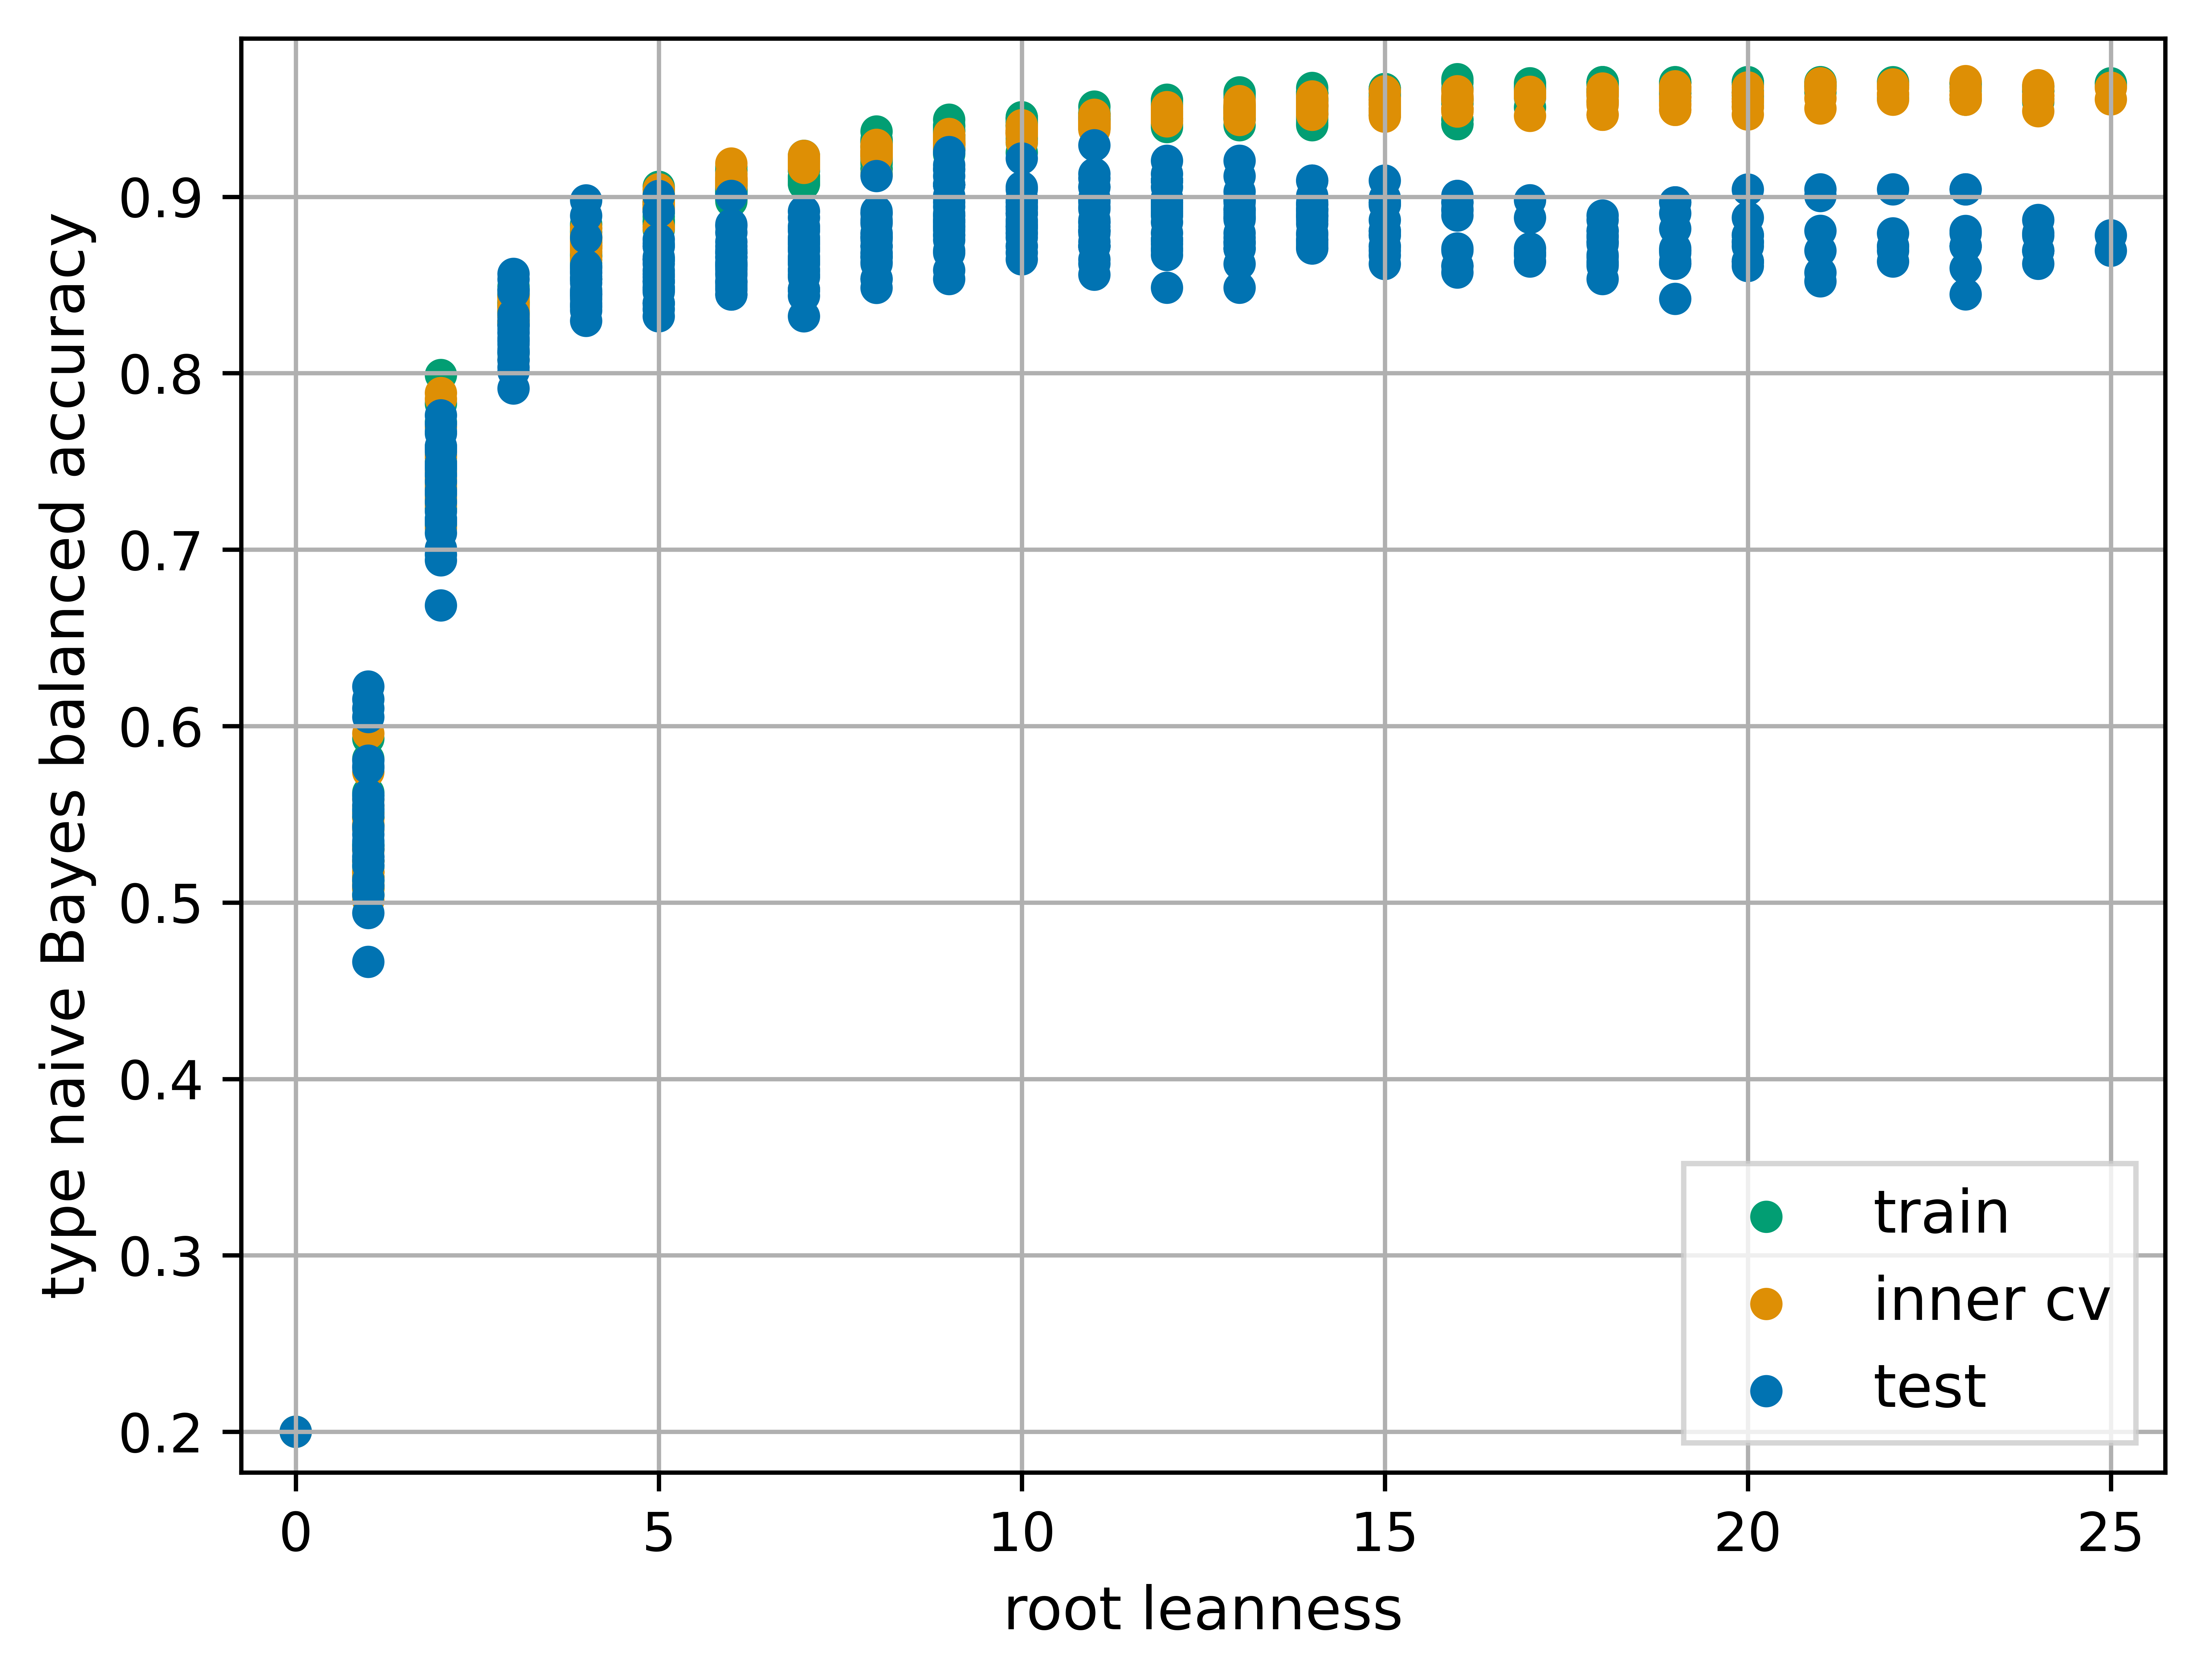 type naive Bayes balanced accuracy
0.9
0.8
0.7
0.6
0.5
0.4
0.3
0.2
0 5 10 15 20 25
root leanness
train
inner cv
test